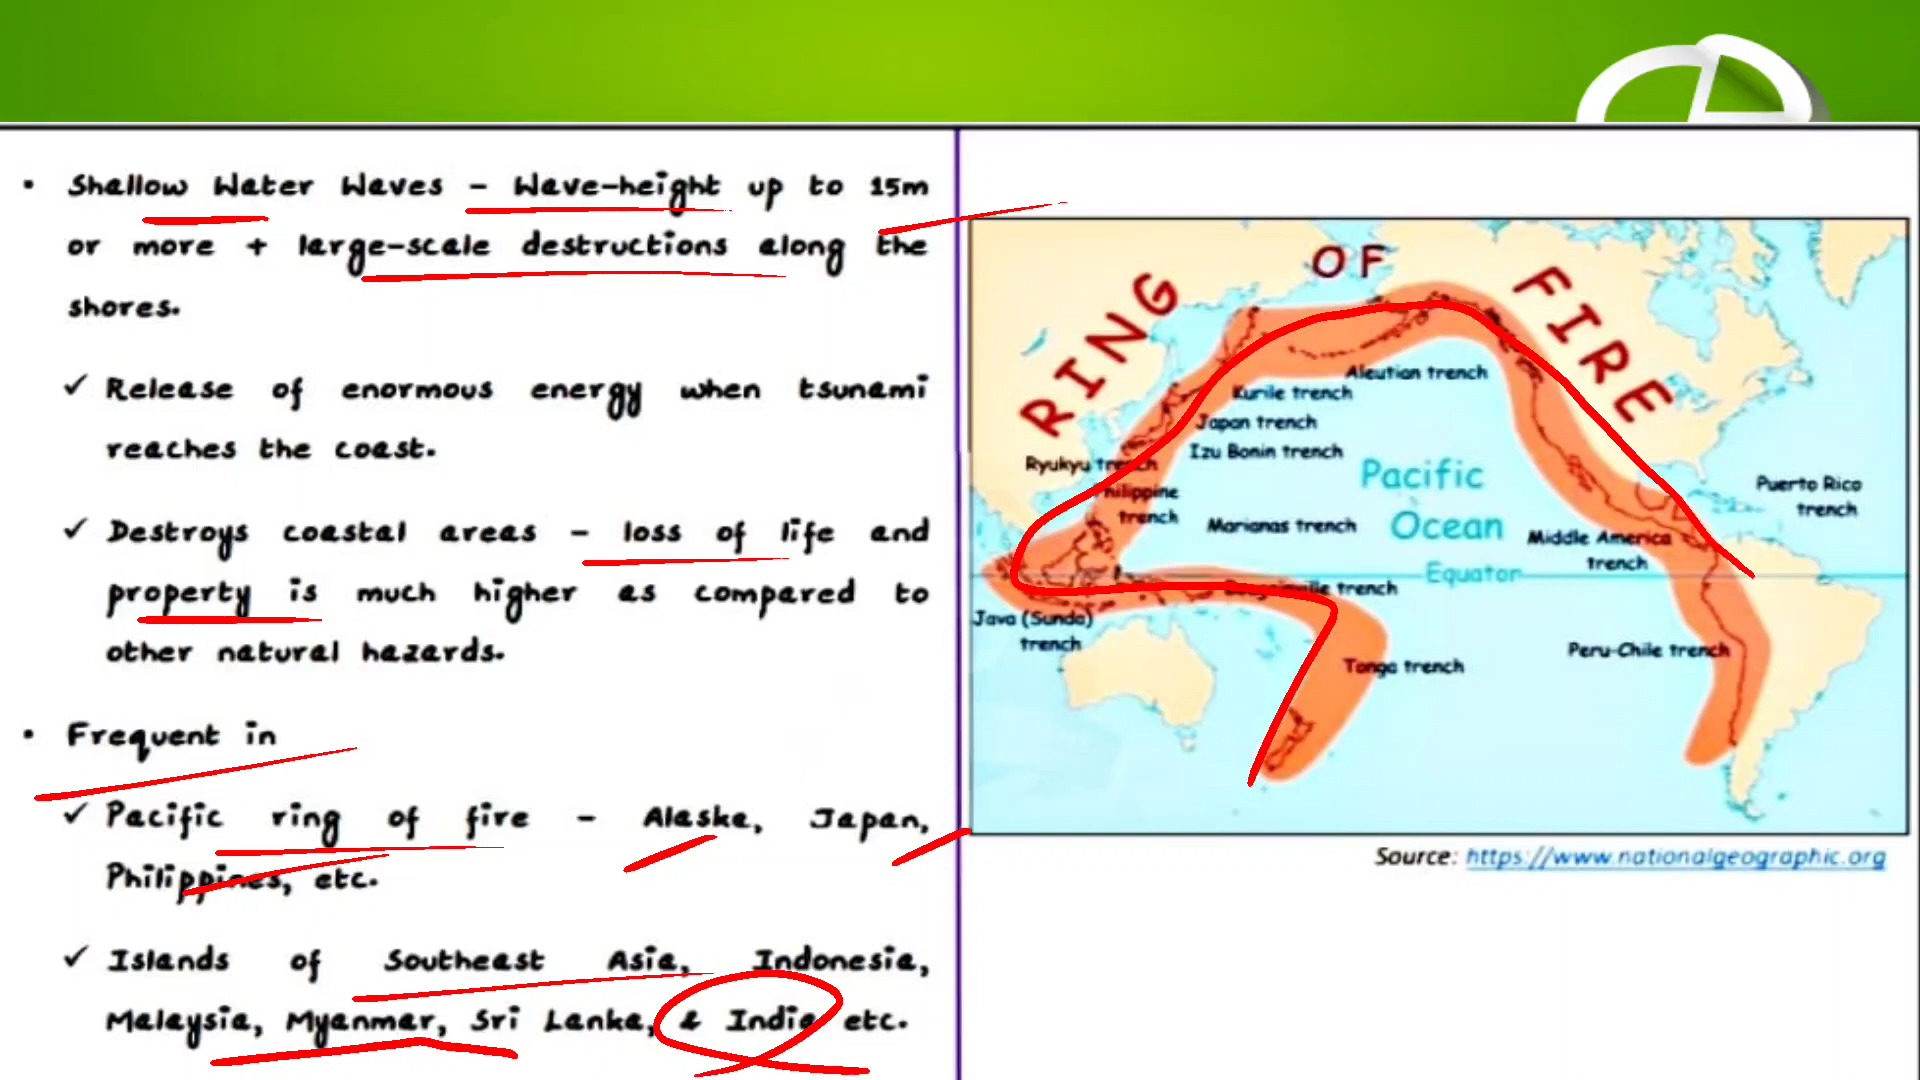 • Shallow Water Waves - Wave-height up to 15m
or more + large-scale destructions along the
shores.
✓ Release of enormous energy when tsunami
reaches the coast.
✓ Destroys coastal areas - loss of life and
property is much higher as compared to
other natural hazards.
• Frequent in
✓ Pacific ring of fire - Alaska, Japan,
Philippines, etc.
✓ Islands of Southeast Asia, Indonesia,
Malaysia, Myanmar, Sri Lanka, & India etc.
RING OF FIRE
Aleutian trench
Kurile trench
Japan trench
Izu Bonin trench
Ryukyu trench
Philippine
trench
Marianas trench
Pacific
Ocean
Equator
Puerto Rico
trench
Middle America
trench
trench
Java (Sunda)
trench
Tonga trench
Peru-Chile trench
Source: https://www.nationalgeographic.org